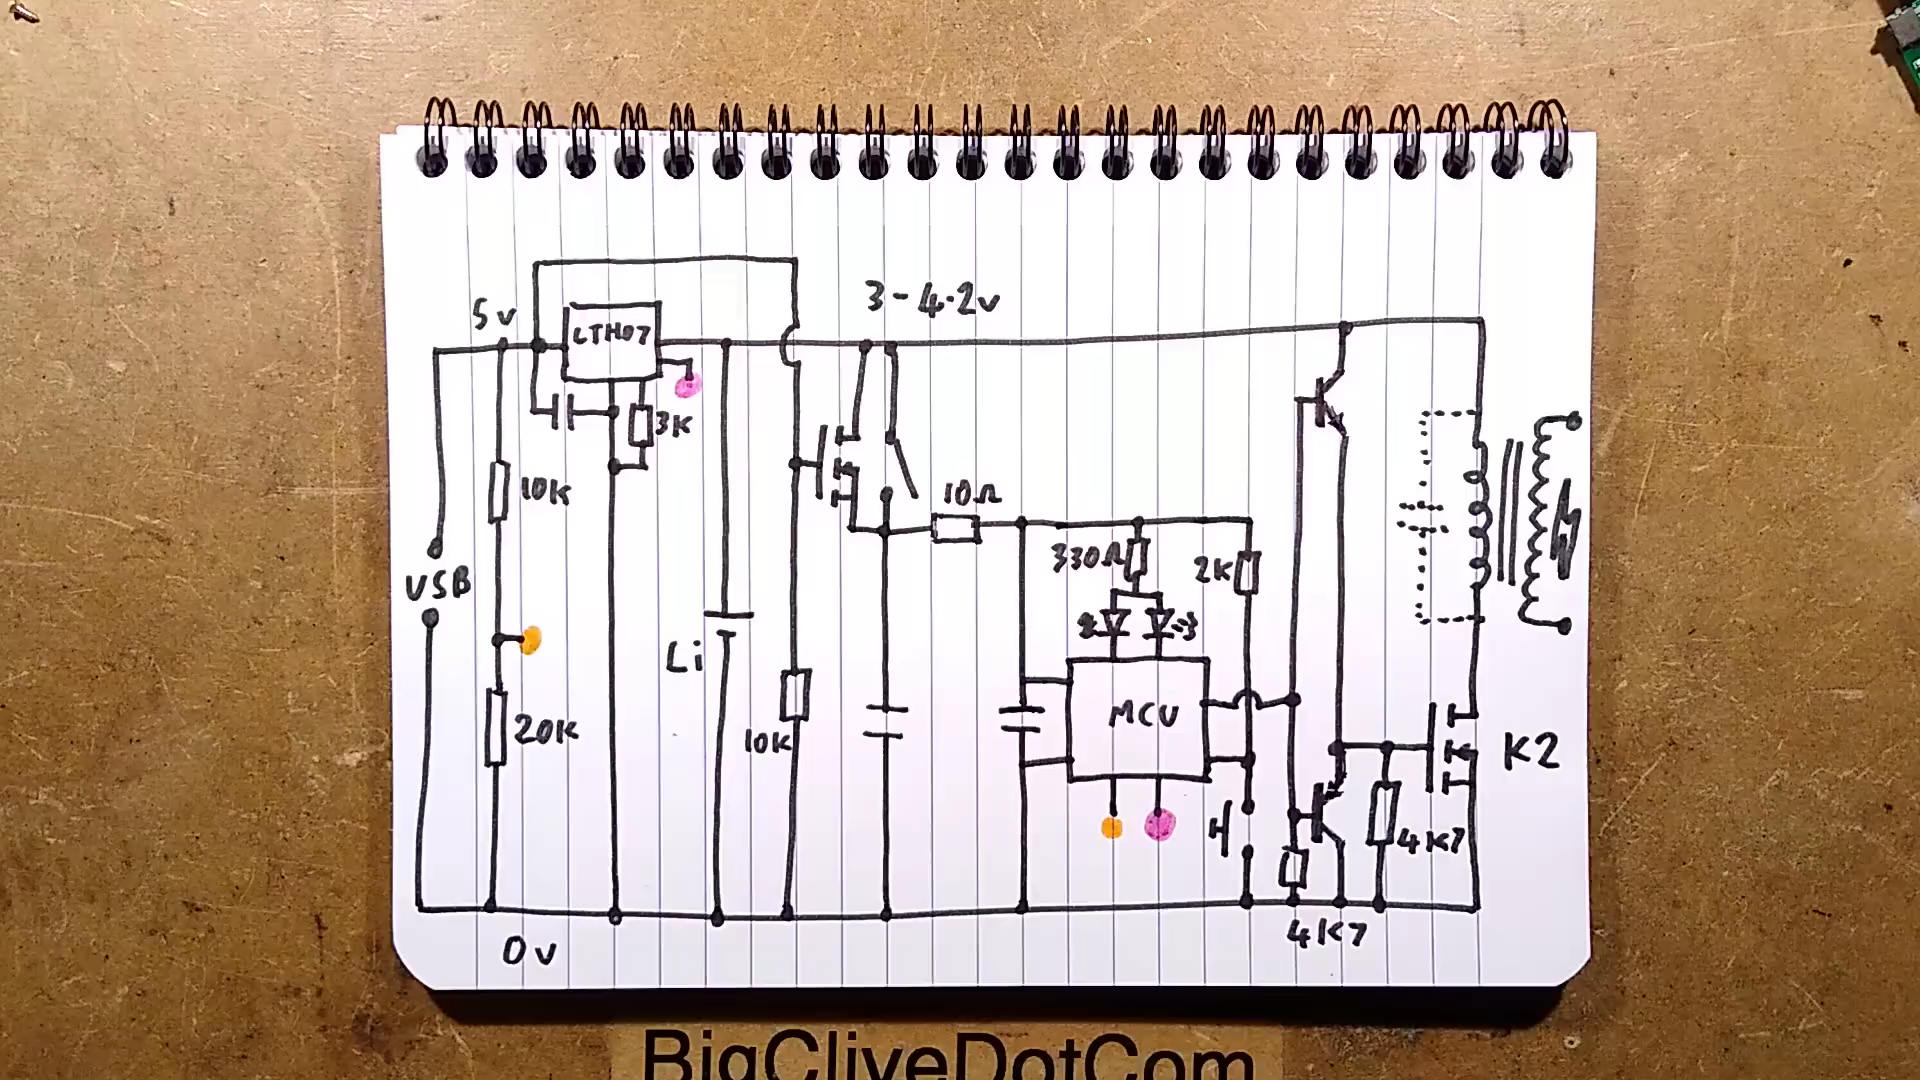 3-4.2v
5v
LTH07
3K
10K
10Ω
330Ω
2K
USB
Li
20K
10K
MCU
K2
4K7
4K7
0v
BigCliveDotCom